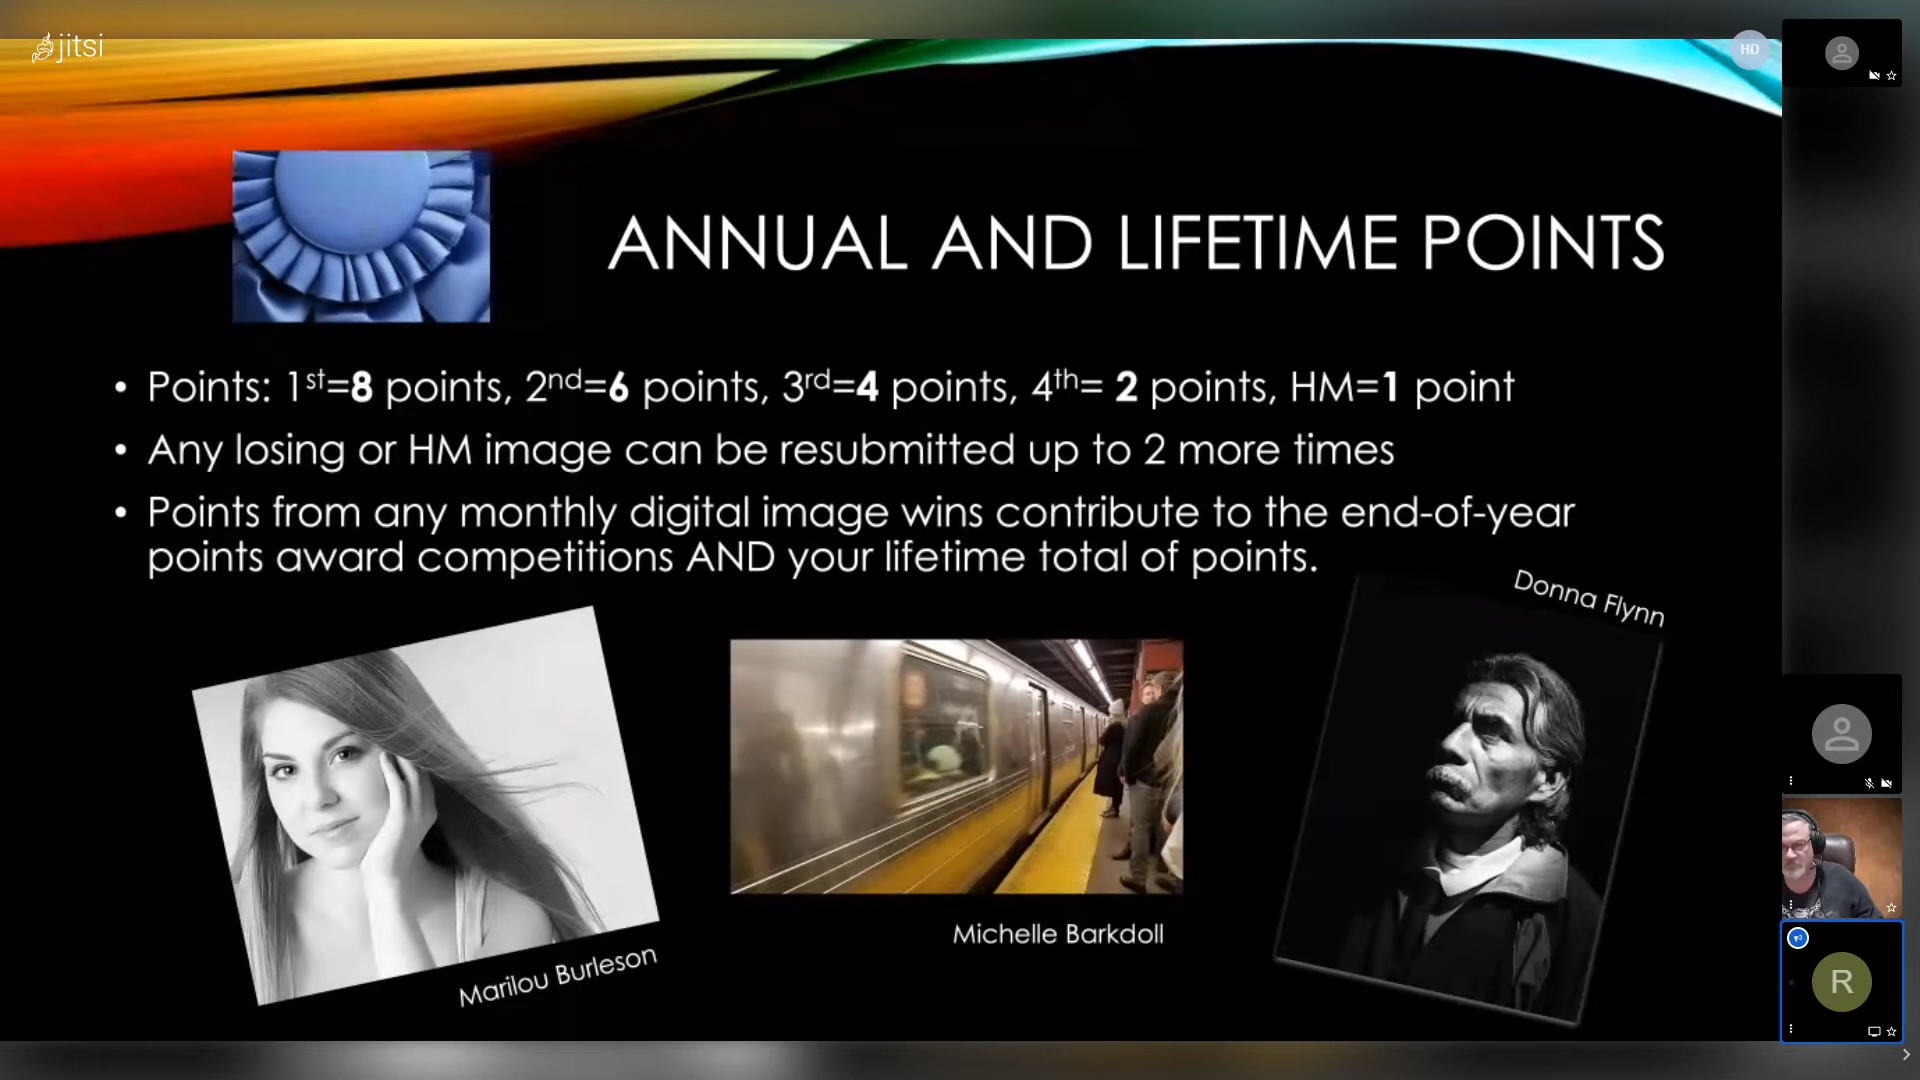 jitsi
HD
ANNUAL AND LIFETIME POINTS
• Points: 1st=8 points, 2nd=6 points, 3rd=4 points, 4th= 2 points, HM=1 point
• Any losing or HM image can be resubmitted up to 2 more times
• Points from any monthly digital image wins contribute to the end-of-year
points award competitions AND your lifetime total of points.
Donna Flynn
Michelle Barkdoll
Marilou Burleson
R